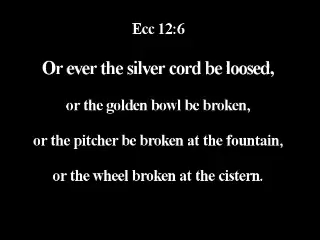 Ecc 12:6
Or ever the silver cord be loosed,
or the golden bowl be broken,
or the pitcher be broken at the fountain,
or the wheel broken at the cistern.